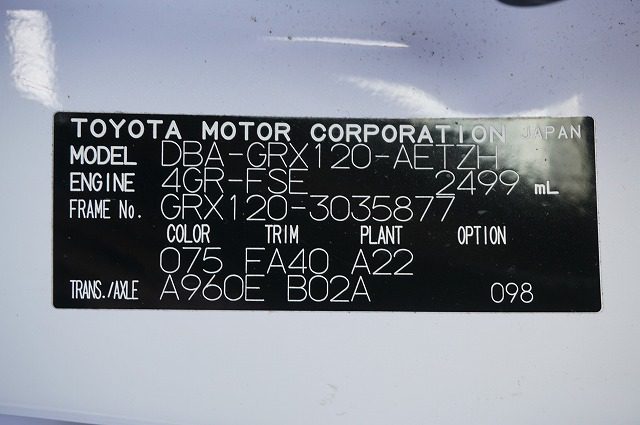 TOYOTA MOTOR CORPORATION JAPAN
MODEL DBA-GRX120-AETZH
ENGINE 4GR-FSE 2499 mL
FRAME No. GRX120-3035877
COLOR TRIM PLANT OPTION
075 FA40 A22
TRANS./AXLE A960E B02A 098